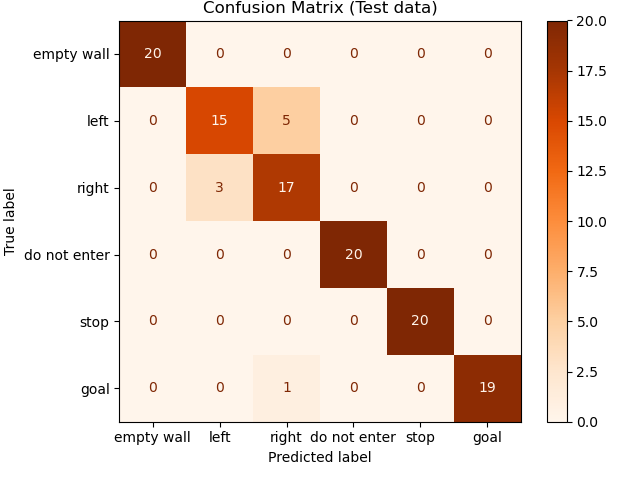 Confusion Matrix (Test data)
True label
empty wall 20 0 0 0 0 0
left 0 15 5 0 0 0
right 0 3 17 0 0 0
do not enter 0 0 0 20 0 0
stop 0 0 0 0 20 0
goal 0 0 1 0 0 19
empty wall left right do not enter stop goal
Predicted label
20.0
17.5
15.0
12.5
10.0
7.5
5.0
2.5
0.0